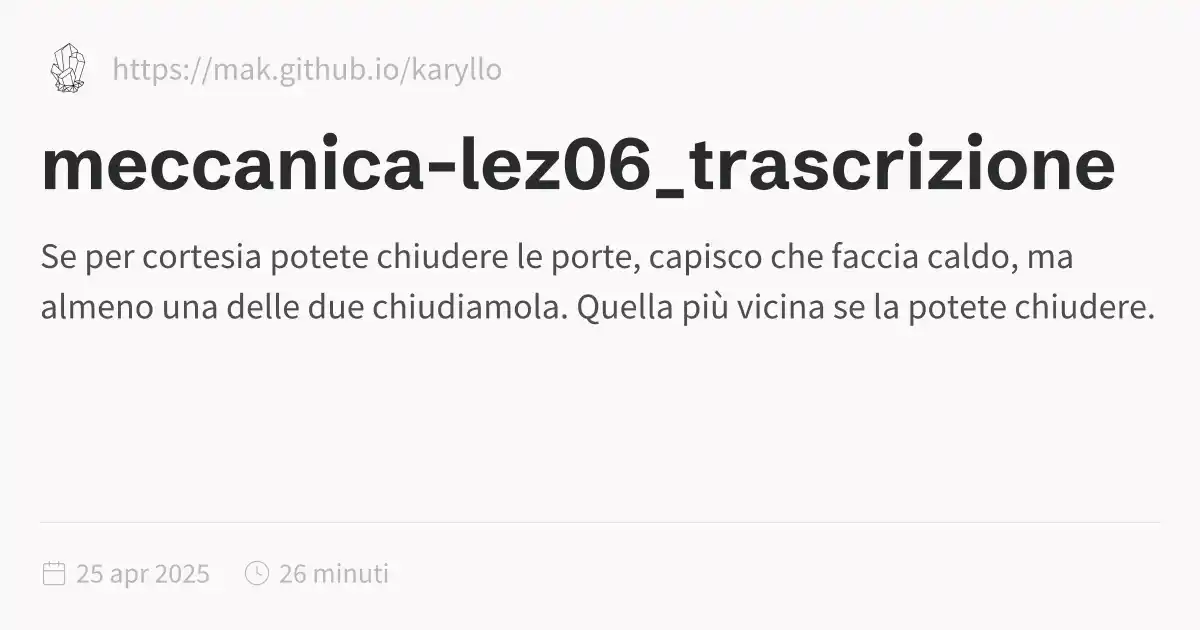 https://mak.github.io/karyllo
meccanica-lez06_trascrizione
Se per cortesia potete chiudere le porte, capisco che faccia caldo, ma
almeno una delle due chiudiamola. Quella più vicina se la potete chiudere.
25 apr 2025 26 minuti